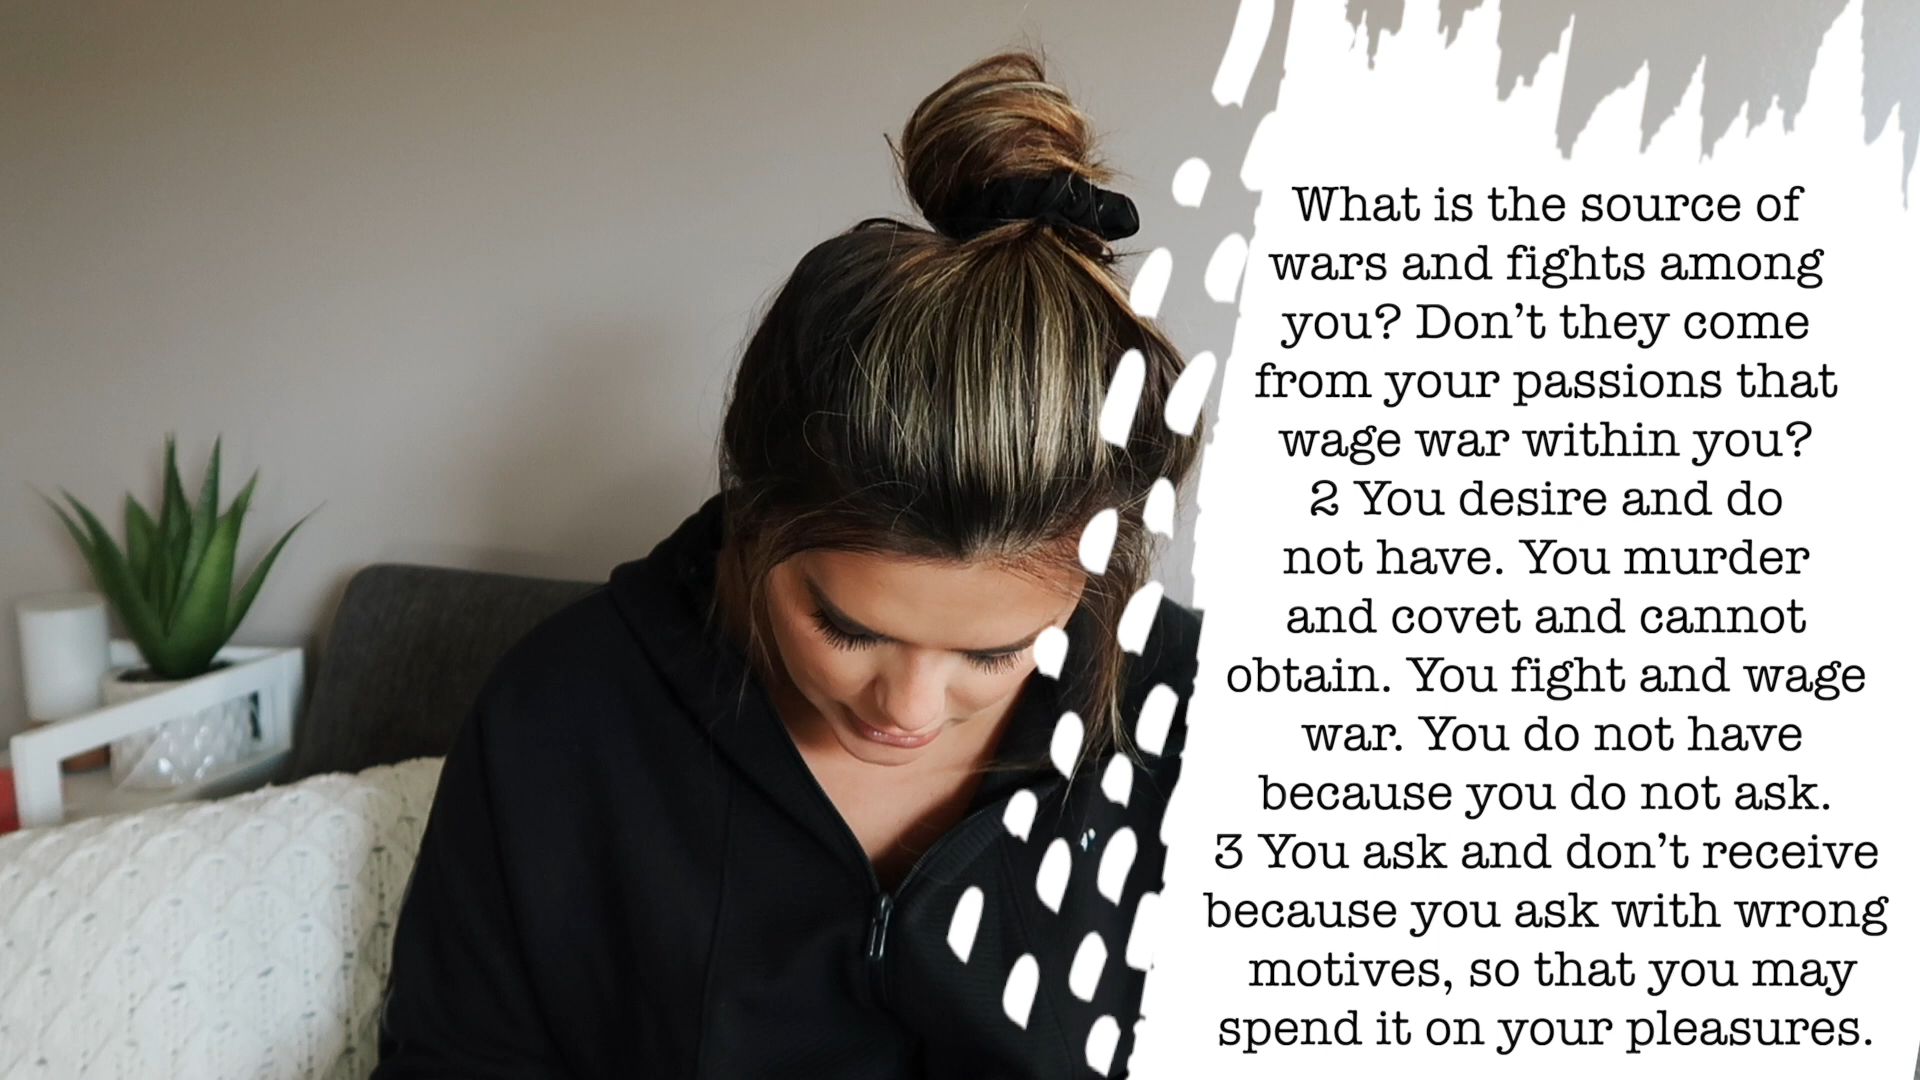 What is the source of
wars and fights among
you? Don’t they come
from your passions that
wage war within you?
2 You desire and do
not have. You murder
and covet and cannot
obtain. You fight and wage
war. You do not have
because you do not ask.
3 You ask and don’t receive
because you ask with wrong
motives, so that you may
spend it on your pleasures.